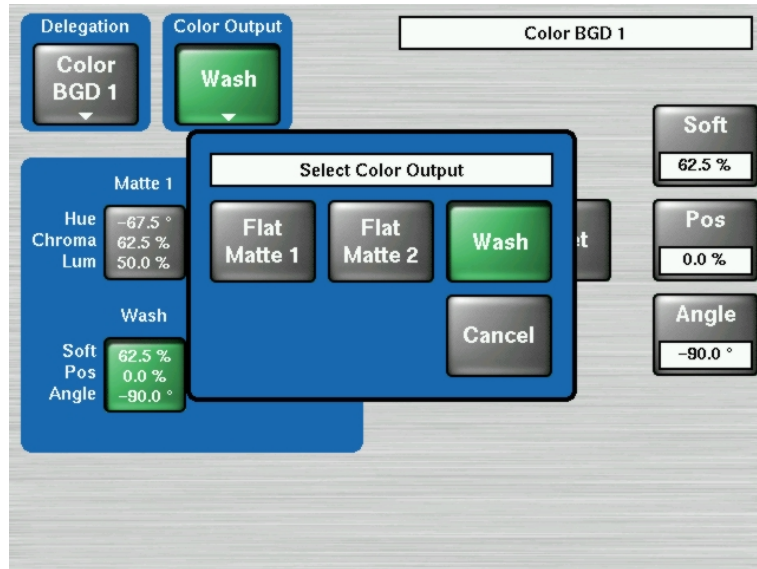 Delegation
Color Output
Color BGD 1
Color
BGD 1
Wash
Soft
62.5 %
Select Color Output
Matte 1
Flat
Matte 1
Flat
Matte 2
Wash
Pos
0.0 %
Hue -67.5 °
Chroma 62.5 %
Lum 50.0 %
Wash
Cancel
Angle
-90.0 °
Soft 62.5 %
Pos 0.0 %
Angle -90.0 °